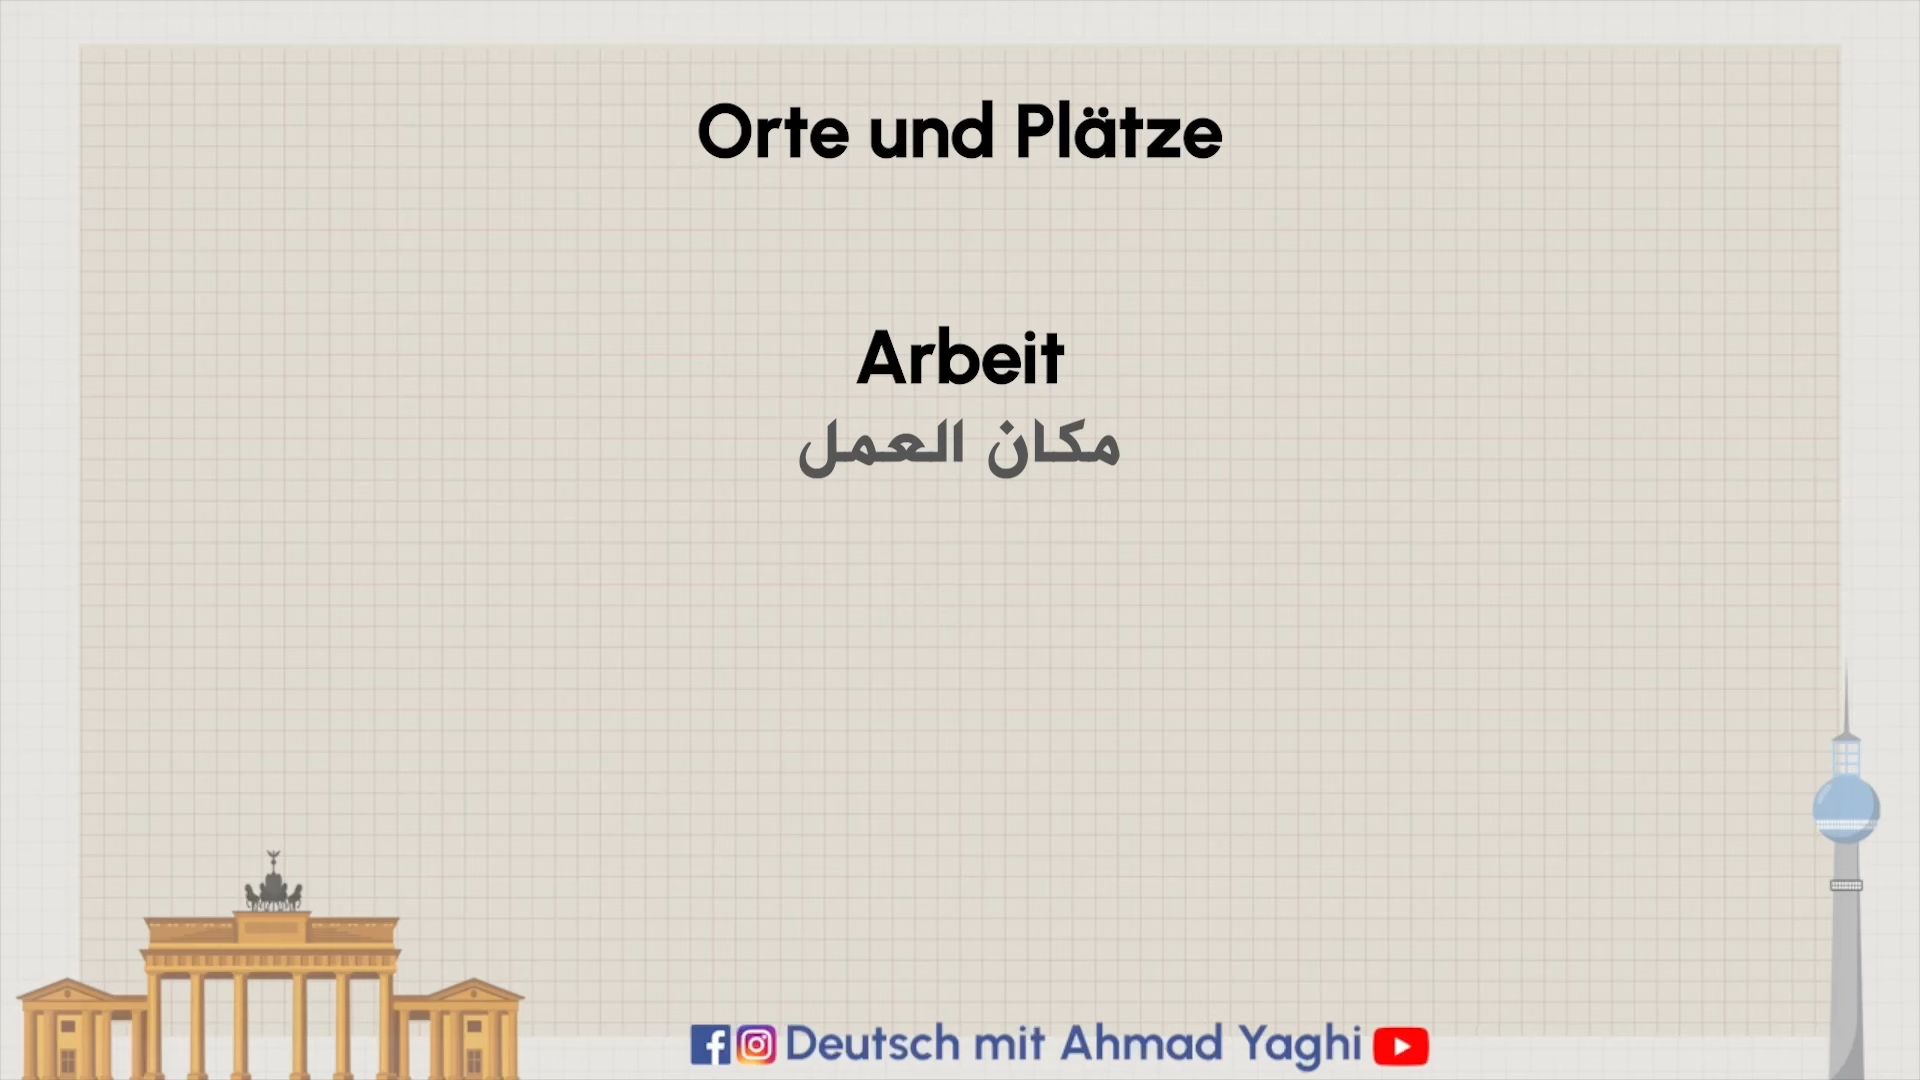 Orte und Plätze
Arbeit
مكان العمل
Deutsch mit Ahmad Yaghi